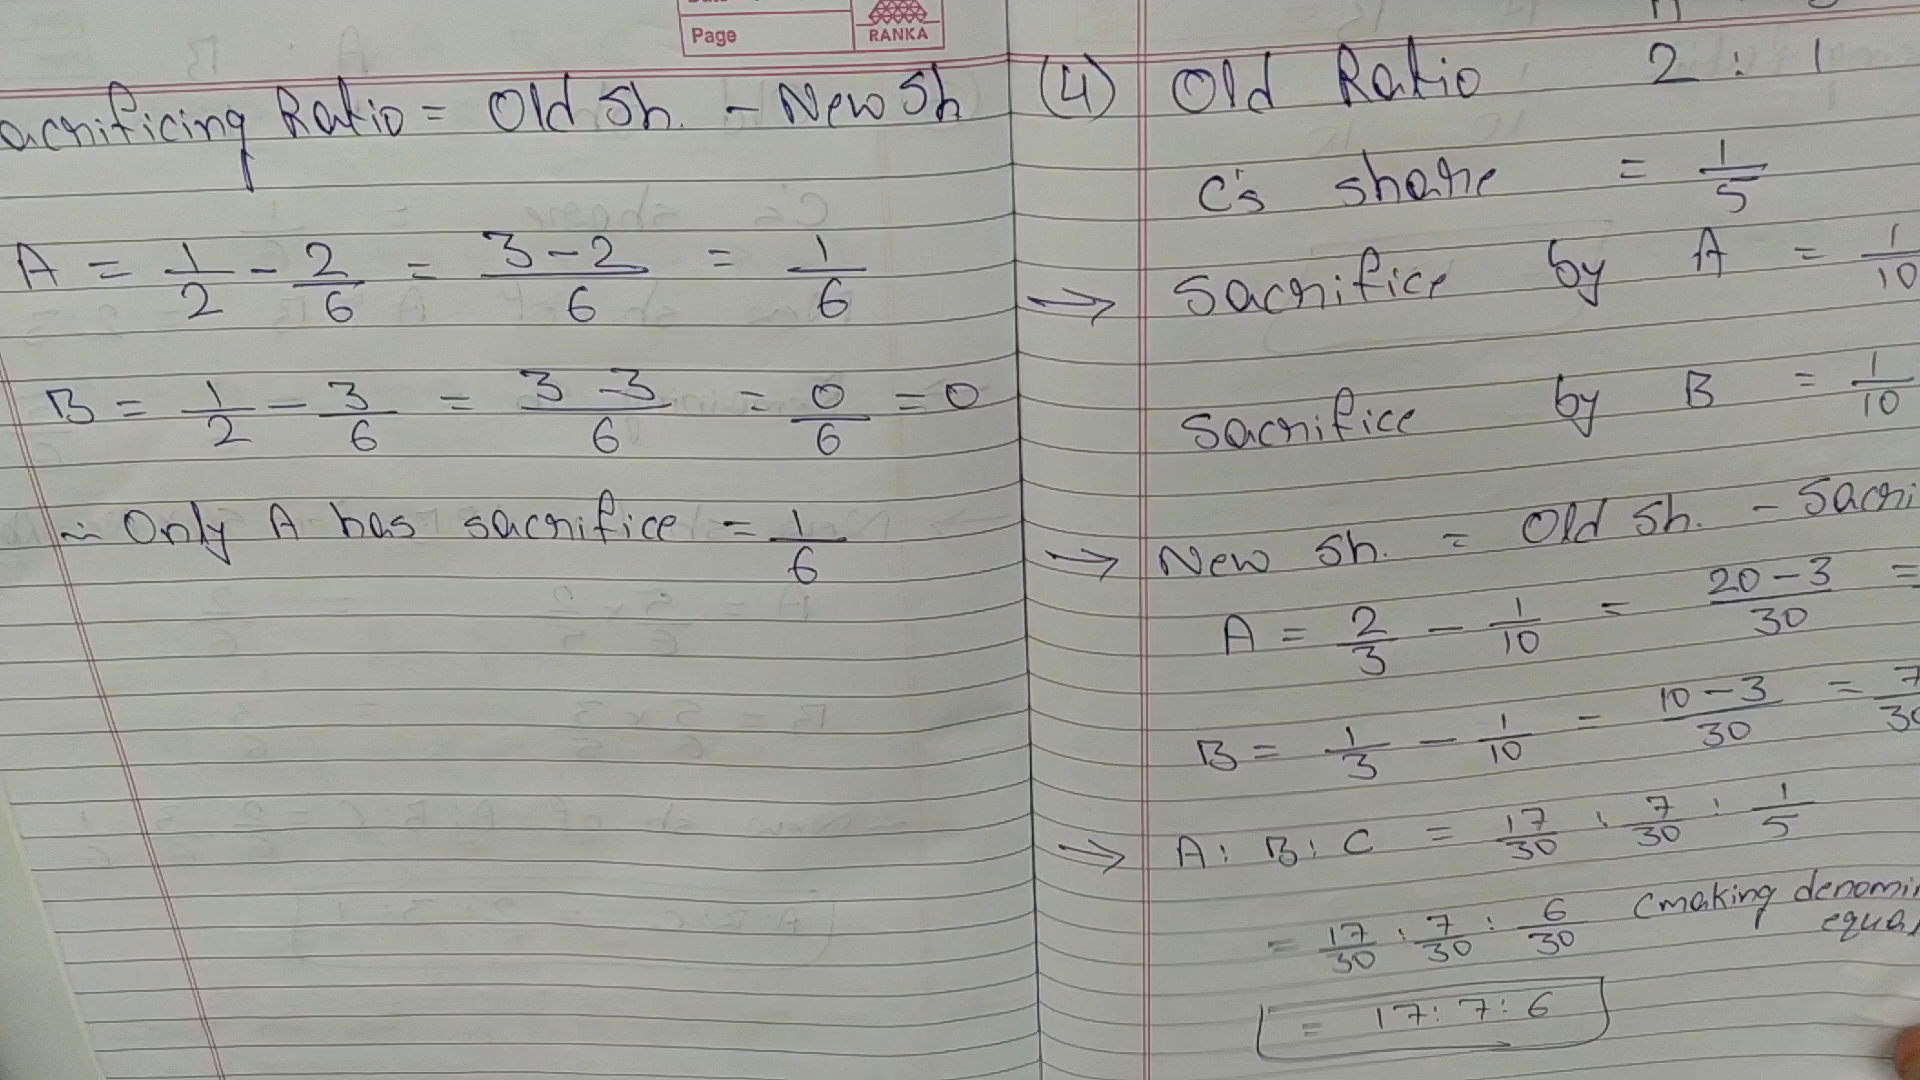 Page
RANKA
acrificing Ratio = Old Sh. - New Sh
A = 1/2 - 2/6 = 3-2/6 = 1/6
B = 1/2 - 3/6 = 3-3/6 = 0/6 = 0
∴ Only A has sacrifice = 1/6
(4) Old Ratio 2 : 1
C's share = 1/5
→ Sacrifice by A = 1/10
Sacrifice by B = 1/10
→ New Sh. = Old Sh. - Sacri
A = 2/3 - 1/10 = 20-3/30 =
B = 1/3 - 1/10 = 10-3/30 = 7/30
→ A : B : C = 17/30 : 7/30 : 1/5
= 17/30 : 7/30 : 6/30 (making denomi
equal
= 17 : 7 : 6